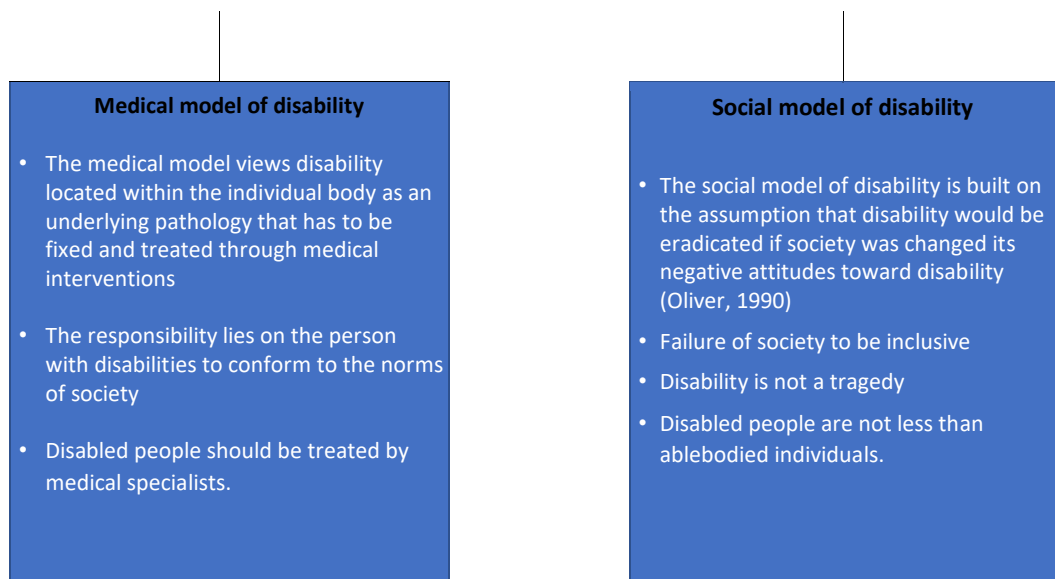 Medical model of disability
• The medical model views disability
located within the individual body as an
underlying pathology that has to be
fixed and treated through medical
interventions
• The responsibility lies on the person
with disabilities to conform to the norms
of society
• Disabled people should be treated by
medical specialists.
Social model of disability
• The social model of disability is built on
the assumption that disability would be
eradicated if society was changed its
negative attitudes toward disability
(Oliver, 1990)
• Failure of society to be inclusive
• Disability is not a tragedy
• Disabled people are not less than
ablebodied individuals.